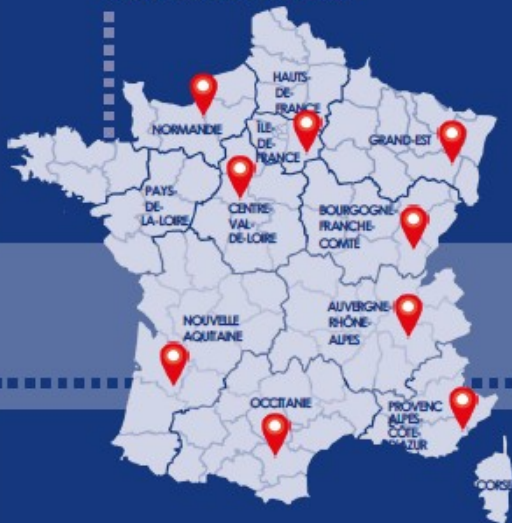 HAUTS-
DE-
FRANCE
NORMANDIE
ÎLE-
DE-
FRANCE
GRAND-EST
PAYS-
DE-
LA-LOIRE
CENTRE-
VAL-
DE-LOIRE
BOURGOGNE-
FRANCHE-
COMTÉ
NOUVELLE
AQUITAINE
AUVERGNE-
RHÔNE-
ALPES
OCCITANIE
PROVENC
ALPES-
CÔTE-
D'AZUR
CORSE